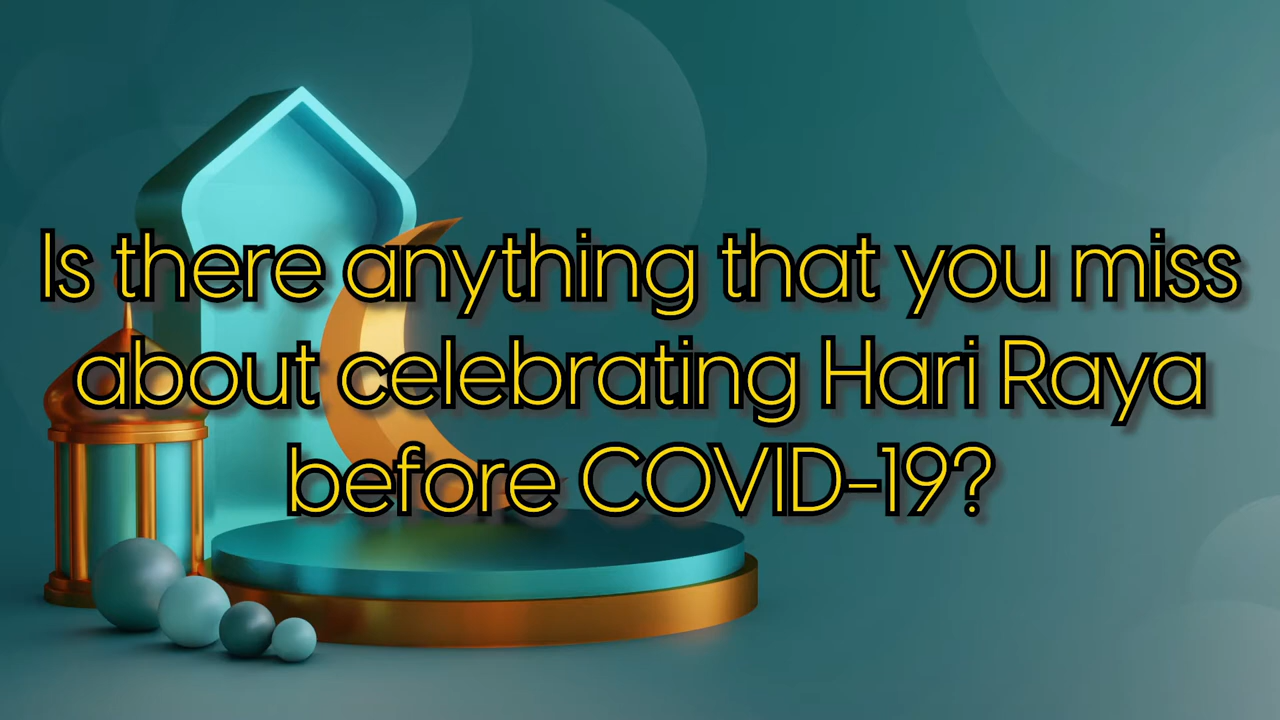 Is there anything that you miss
about celebrating Hari Raya
before COVID-19?